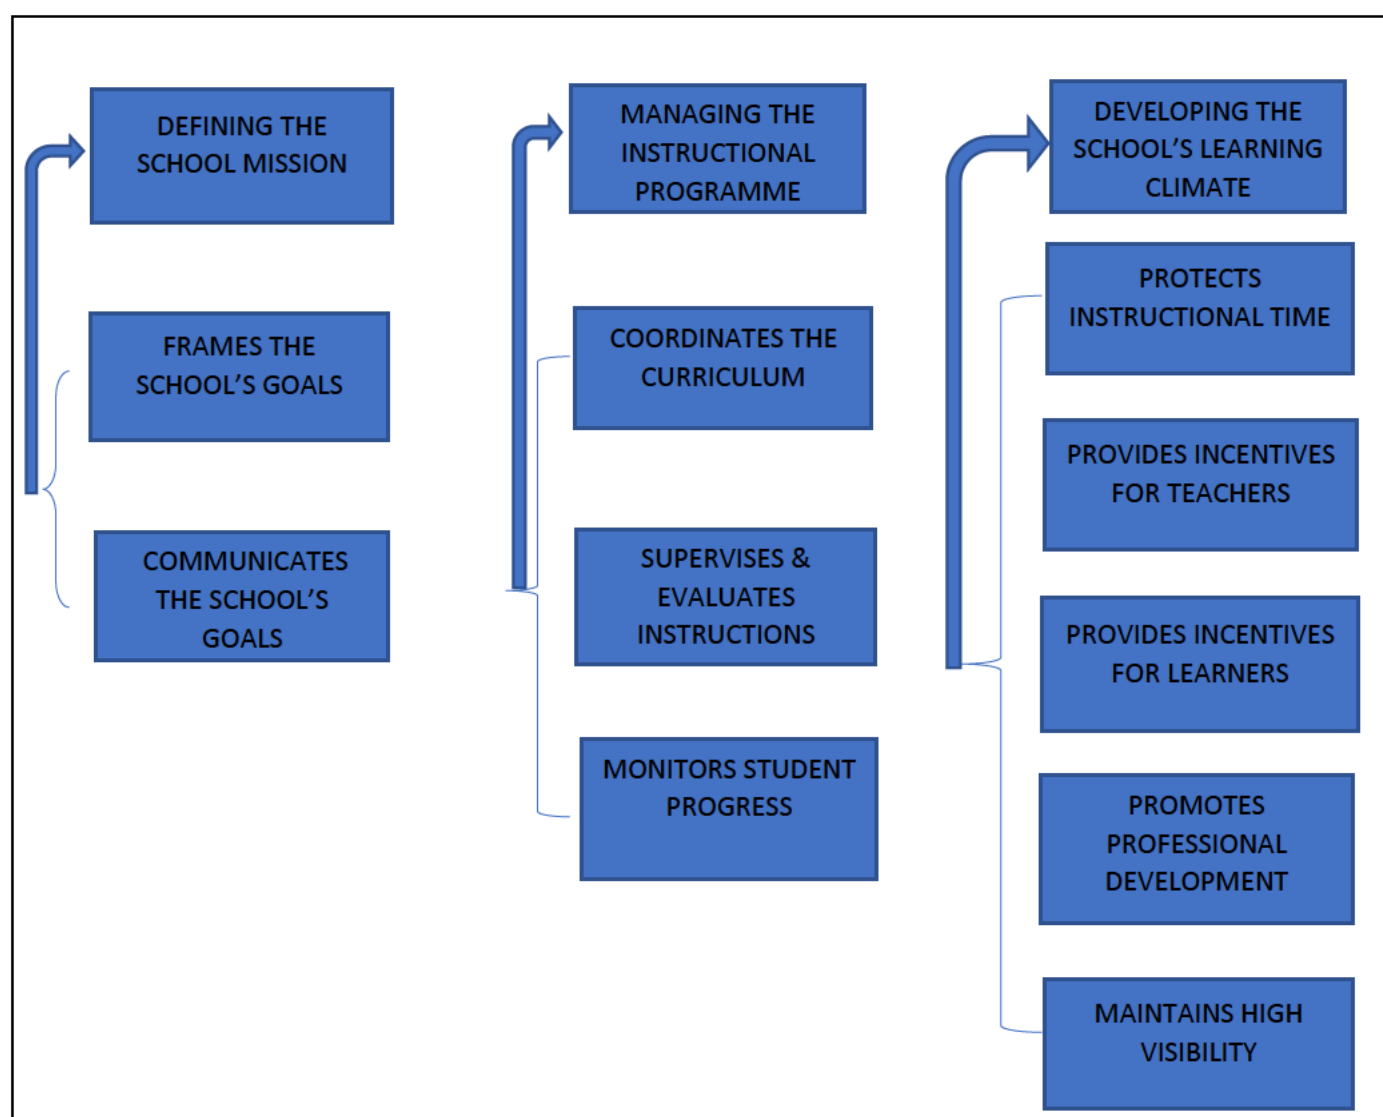 DEFINING THE
SCHOOL MISSION
FRAMES THE
SCHOOL’S GOALS
COMMUNICATES
THE SCHOOL’S
GOALS
MANAGING THE
INSTRUCTIONAL
PROGRAMME
COORDINATES THE
CURRICULUM
SUPERVISES &
EVALUATES
INSTRUCTIONS
MONITORS STUDENT
PROGRESS
DEVELOPING THE
SCHOOL’S LEARNING
CLIMATE
PROTECTS
INSTRUCTIONAL TIME
PROVIDES INCENTIVES
FOR TEACHERS
PROVIDES INCENTIVES
FOR LEARNERS
PROMOTES
PROFESSIONAL
DEVELOPMENT
MAINTAINS HIGH
VISIBILITY